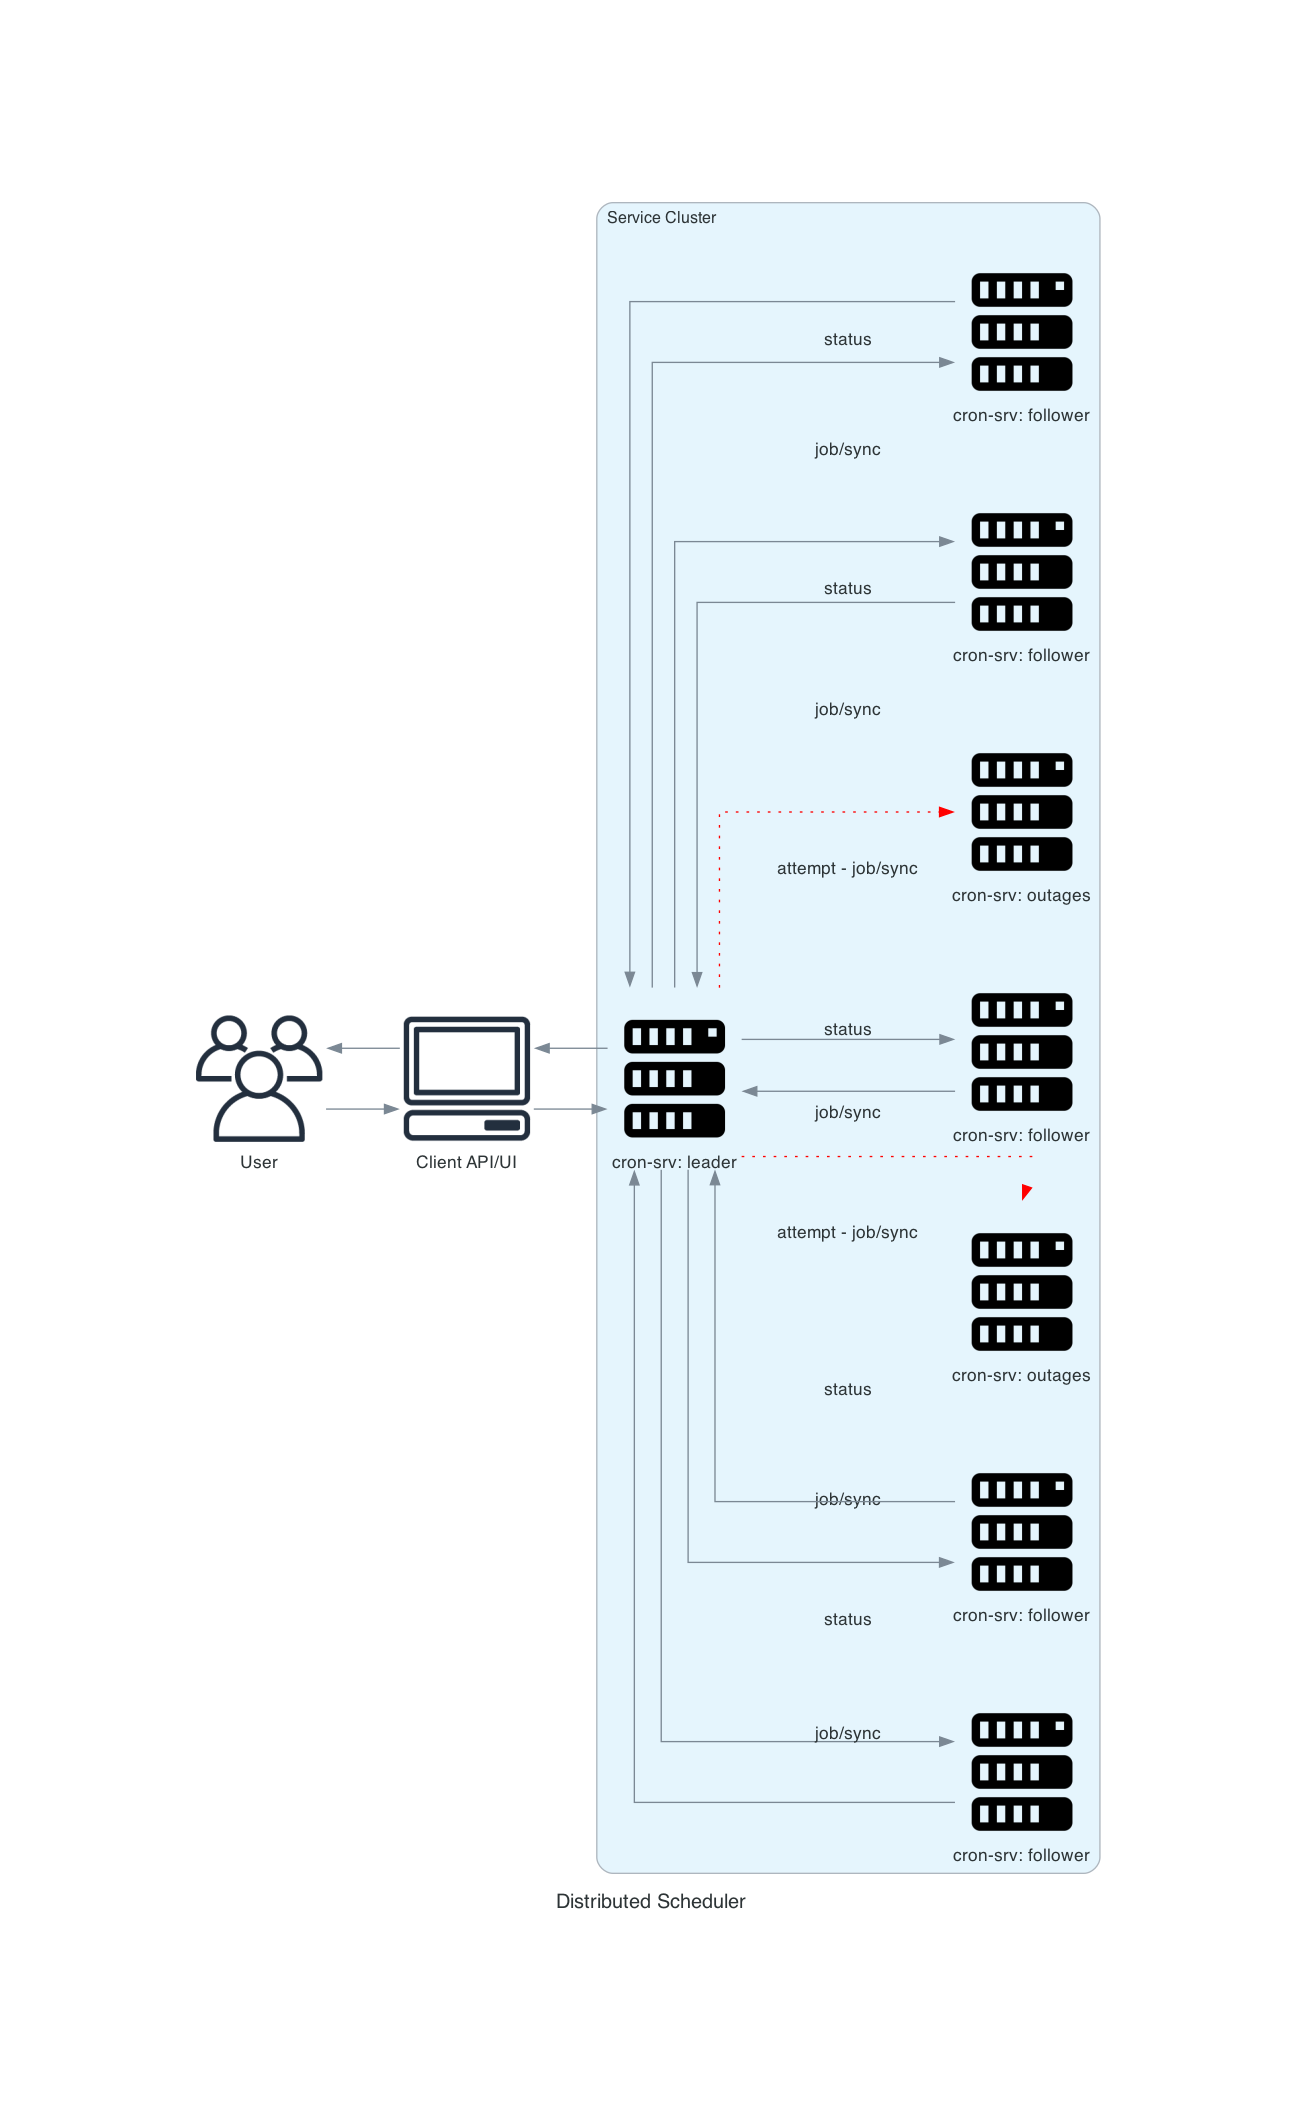 Service Cluster
status
cron-srv: follower
job/sync
status
cron-srv: follower
job/sync
attempt - job/sync
cron-srv: outages
status
job/sync
cron-srv: follower
User
Client API/UI
cron-srv: leader
attempt - job/sync
cron-srv: outages
status
job/sync
cron-srv: follower
status
job/sync
cron-srv: follower
Distributed Scheduler